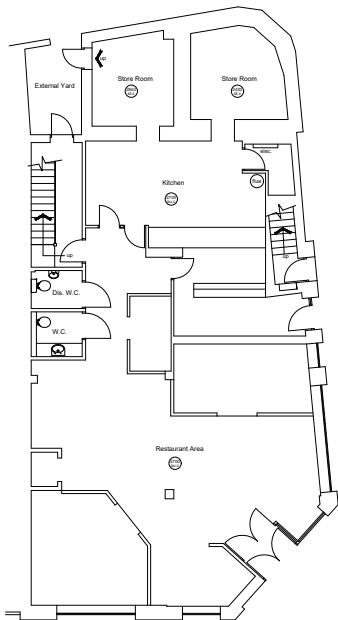 up
Store Room
Store Room
External Yard
elec.
Kitchen
flue
up
up
Dis. W.C.
W.C.
Restaurant Area